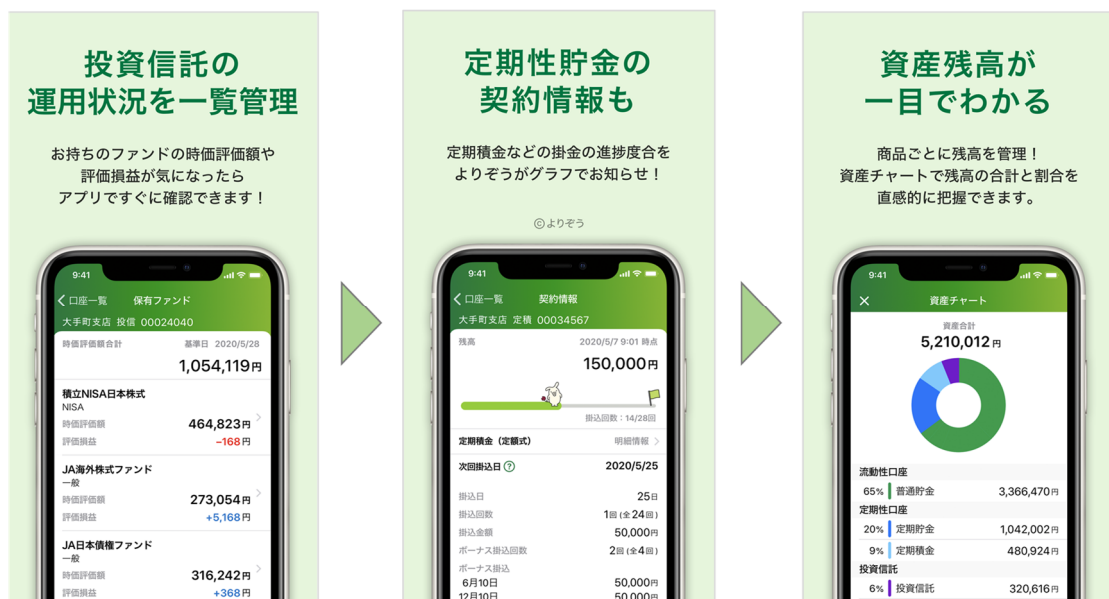 投資信託の
運用状況を一覧管理
お持ちのファンドの時価評価額や
評価損益が気になったら
アプリですぐに確認できます！
9:41
口座一覧 保有ファンド
大手町支店 投信 00024040
時価評価額合計 基準日 2020/5/28
1,054,119円
積立NISA日本株式
NISA
時価評価額 464,823円
評価損益 −168円
JA海外株式ファンド
一般
時価評価額 273,054円
評価損益 +5,168円
JA日本債権ファンド
一般
時価評価額 316,242円
評価損益 +368円
定期性貯金の
契約情報も
定期積金などの掛金の進捗度合を
よりぞうがグラフでお知らせ！
©よりぞう
9:41
口座一覧 契約情報
大手町支店 定積 00034567
残高 2020/5/7 9:01 時点
150,000円
掛込回数：14/28回
定期積金（定額式） 明細情報
次回掛込日 ? 2020/5/25
掛込日 25日
掛込回数 1回 (全24回)
掛込金額 50,000円
ボーナス掛込回数 2回 (全4回)
ボーナス掛込
6月10日 50,000円
12月10日 50,000円
資産残高が
一目でわかる
商品ごとに残高を管理！
資産チャートで残高の合計と割合を
直感的に把握できます。
9:41
資産チャート
資産合計
5,210,012円
流動性口座
65% 普通貯金 3,366,470円
定期性口座
20% 定期貯金 1,042,002円
9% 定期積金 480,924円
投資信託
6% 投資信託 320,616円